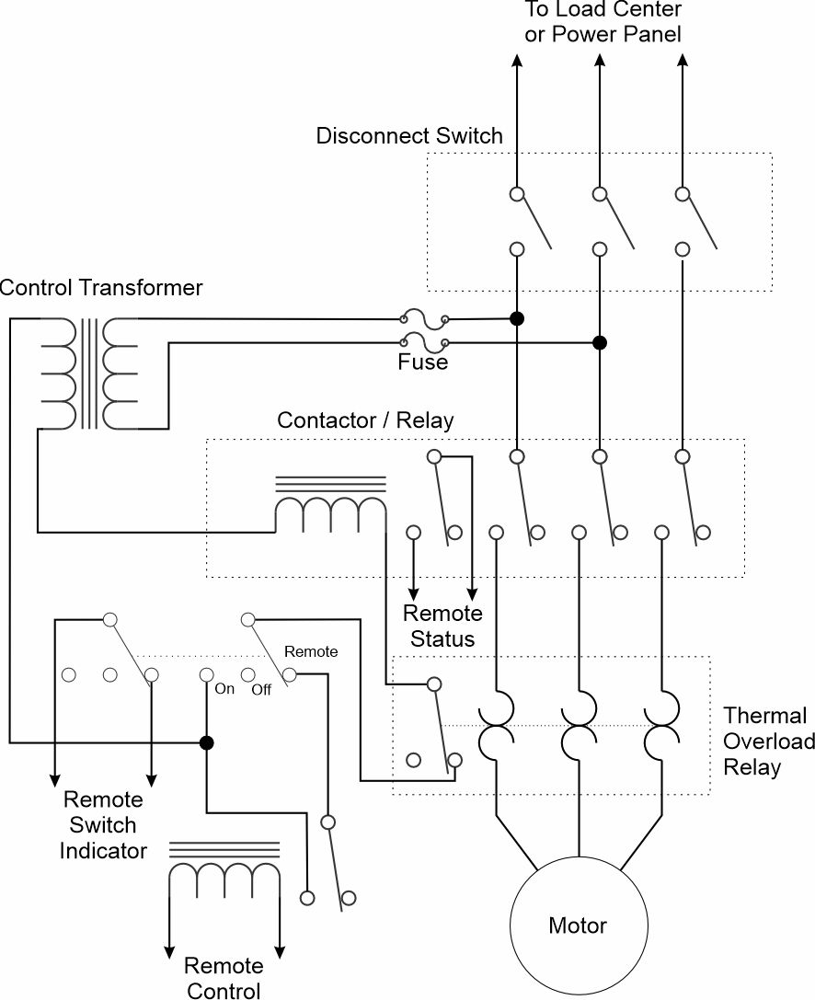 To Load Center
or Power Panel
Disconnect Switch
Control Transformer
Fuse
Contactor / Relay
Remote
Status
Remote
On
Off
Thermal
Overload
Relay
Remote
Switch
Indicator
Motor
Remote
Control